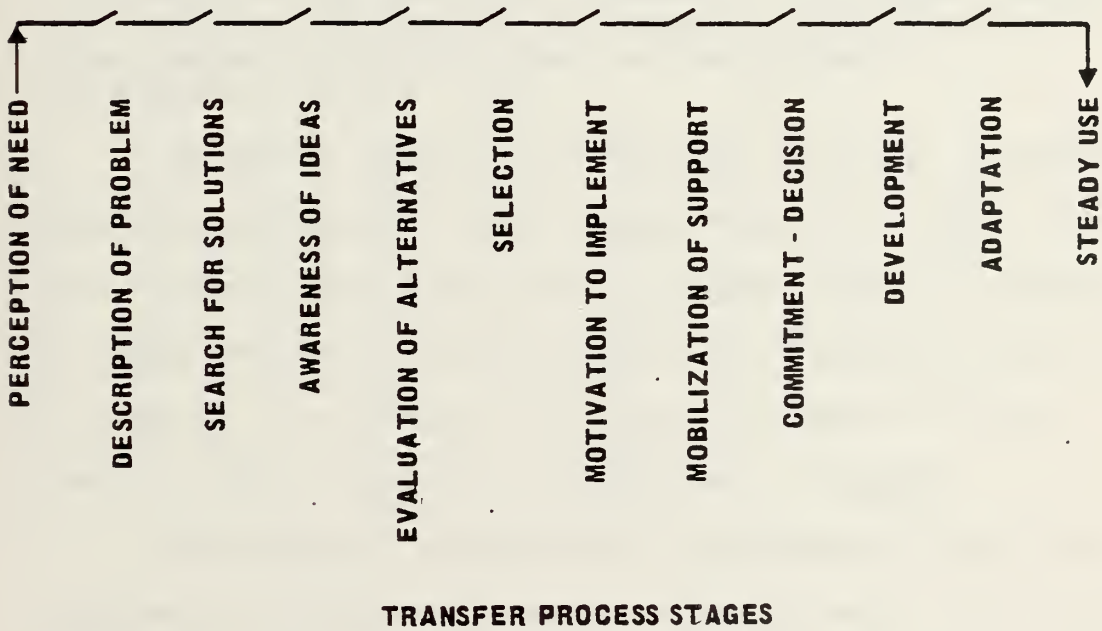 PERCEPTION OF NEED
DESCRIPTION OF PROBLEM
SEARCH FOR SOLUTIONS
AWARENESS OF IDEAS
EVALUATION OF ALTERNATIVES
SELECTION
MOTIVATION TO IMPLEMENT
MOBILIZATION OF SUPPORT
COMMITMENT - DECISION
DEVELOPMENT
ADAPTATION
STEADY USE
TRANSFER PROCESS STAGES